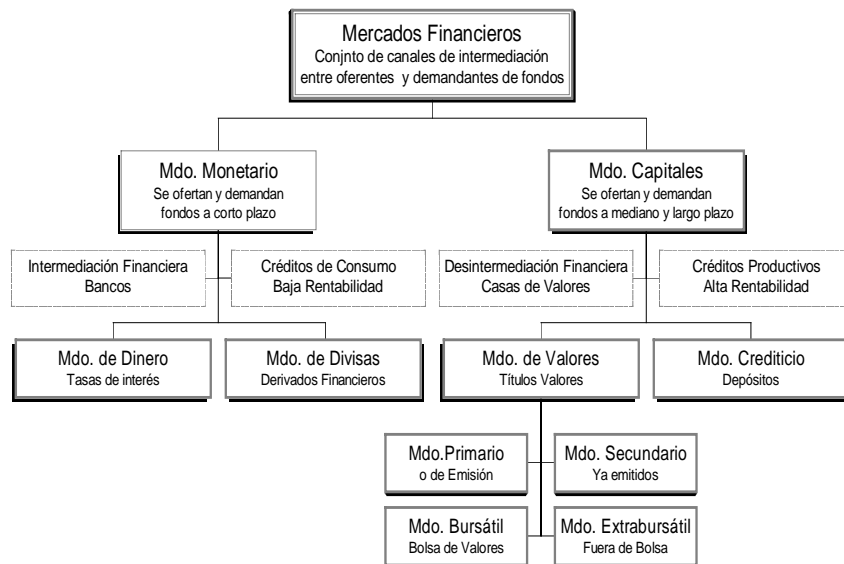 Mercados Financieros
Conjnto de canales de intermediación
entre oferentes y demandantes de fondos
Mdo. Monetario
Se ofertan y demandan
fondos a corto plazo
Mdo. Capitales
Se ofertan y demandan
fondos a mediano y largo plazo
Intermediación Financiera
Bancos
Créditos de Consumo
Baja Rentabilidad
Desintermediación Financiera
Casas de Valores
Créditos Productivos
Alta Rentabilidad
Mdo. de Dinero
Tasas de interés
Mdo. de Divisas
Derivados Financieros
Mdo. de Valores
Títulos Valores
Mdo. Crediticio
Depósitos
Mdo.Primario
o de Emisión
Mdo. Secundario
Ya emitidos
Mdo. Bursátil
Bolsa de Valores
Mdo. Extrabursátil
Fuera de Bolsa